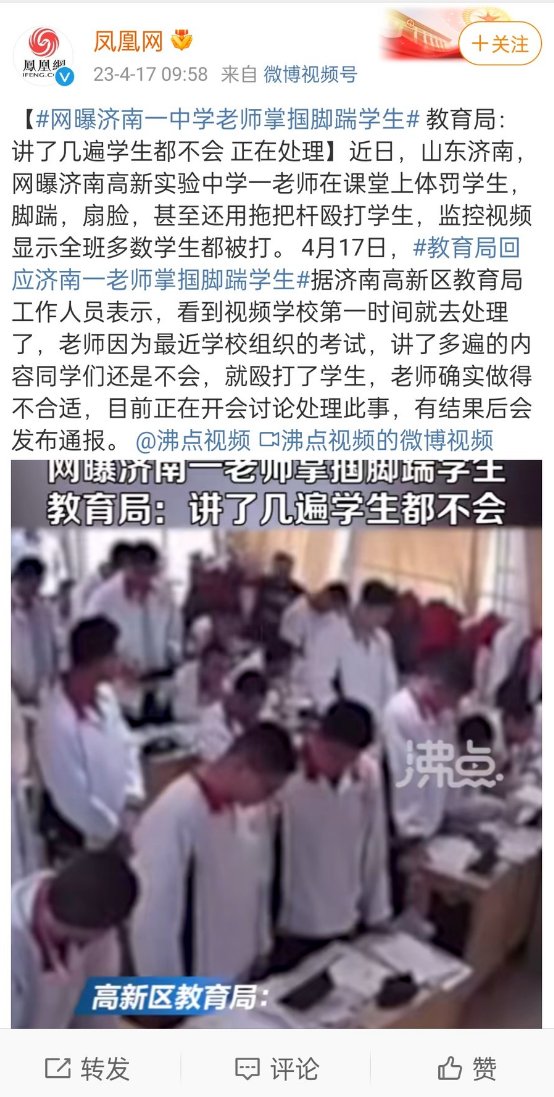 凤凰网
+关注
鳳凰網
IFENG.C
23-4-17 09:58 来自 微博视频号
【#网曝济南一中学老师掌掴脚踹学生# 教育局：
讲了几遍学生都不会 正在处理】近日，山东济南，
网曝济南高新实验中学一老师在课堂上体罚学生，
脚踹，扇脸，甚至还用拖把杆殴打学生，监控视频
显示全班多数学生都被打。 4月17日，#教育局回
应济南一老师掌掴脚踹学生#据济南高新区教育局
工作人员表示，看到视频学校第一时间就去处理
了，老师因为最近学校组织的考试，讲了多遍的内
容同学们还是不会，就殴打了学生，老师确实做得
不合适，目前正在开会讨论处理此事，有结果后会
发布通报。 @沸点视频 沸点视频的微博视频
网曝济南一老师掌掴脚踹学生
教育局：讲了几遍学生都不会
沸点
高新区教育局：
转发
评论
赞